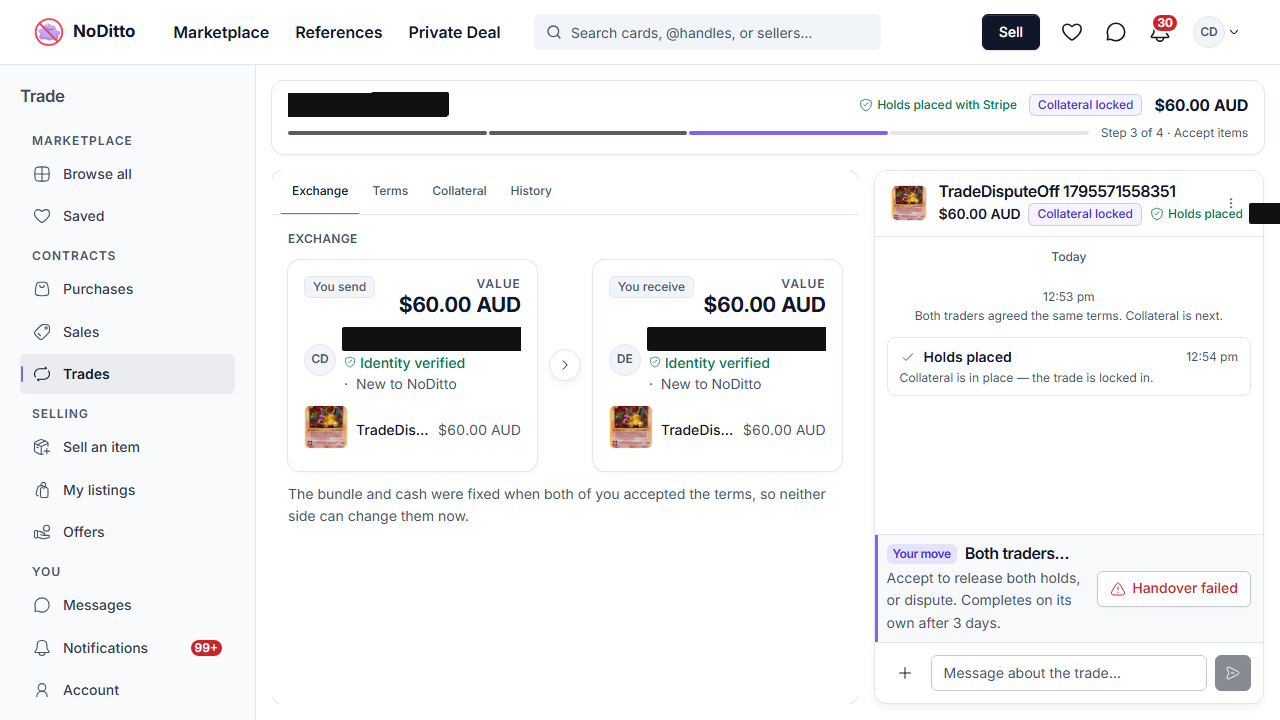 NoDitto
Marketplace
References
Private Deal
Search cards, @handles, or sellers...
Sell
30
CD
Trade
MARKETPLACE
Browse all
Saved
CONTRACTS
Purchases
Sales
Trades
SELLING
Sell an item
My listings
Offers
YOU
Messages
Notifications
99+
Account
Holds placed with Stripe
Collateral locked
$60.00 AUD
Step 3 of 4 · Accept items
Exchange
Terms
Collateral
History
EXCHANGE
You send
VALUE
$60.00 AUD
CD
Identity verified
· New to NoDitto
TradeDis...
$60.00 AUD
You receive
VALUE
$60.00 AUD
DE
Identity verified
· New to NoDitto
TradeDis...
$60.00 AUD
The bundle and cash were fixed when both of you accepted the terms, so neither
side can change them now.
TradeDisputeOff 1795571558351
$60.00 AUD
Collateral locked
Holds placed
Today
12:53 pm
Both traders agreed the same terms. Collateral is next.
Holds placed
12:54 pm
Collateral is in place — the trade is locked in.
Your move
Both traders...
Accept to release both holds,
or dispute. Completes on its
own after 3 days.
Handover failed
Message about the trade...